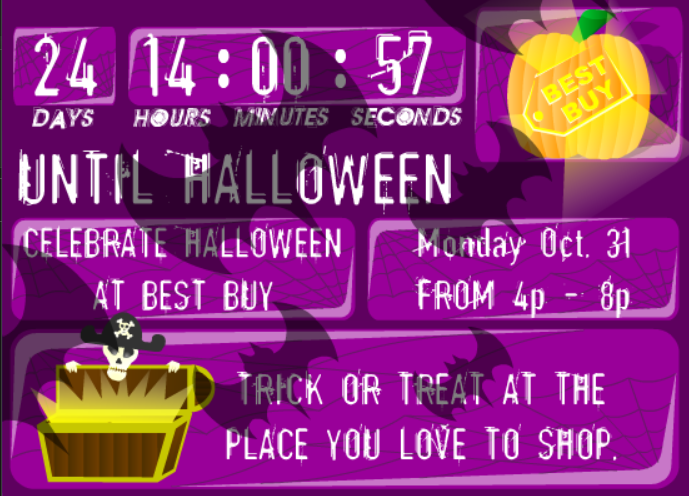 24 14 : 00 : 57
DAYS HOURS MINUTES SECONDS
BEST
BUY
UNTIL HALLOWEEN
CELEBRATE HALLOWEEN
AT BEST BUY
Monday Oct. 31
FROM 4p - 8p
TRICK OR TREAT AT THE
PLACE YOU LOVE TO SHOP.